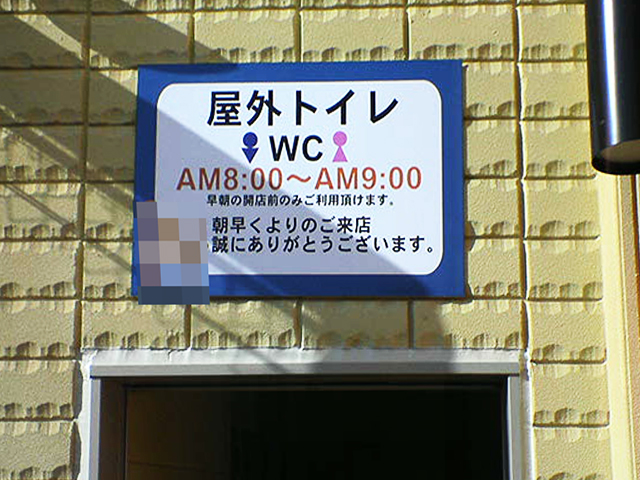 屋外トイレ
WC
AM8:00〜AM9:00
早朝の開店前のみご利用頂けます。
朝早くよりのご来店
誠にありがとうございます。